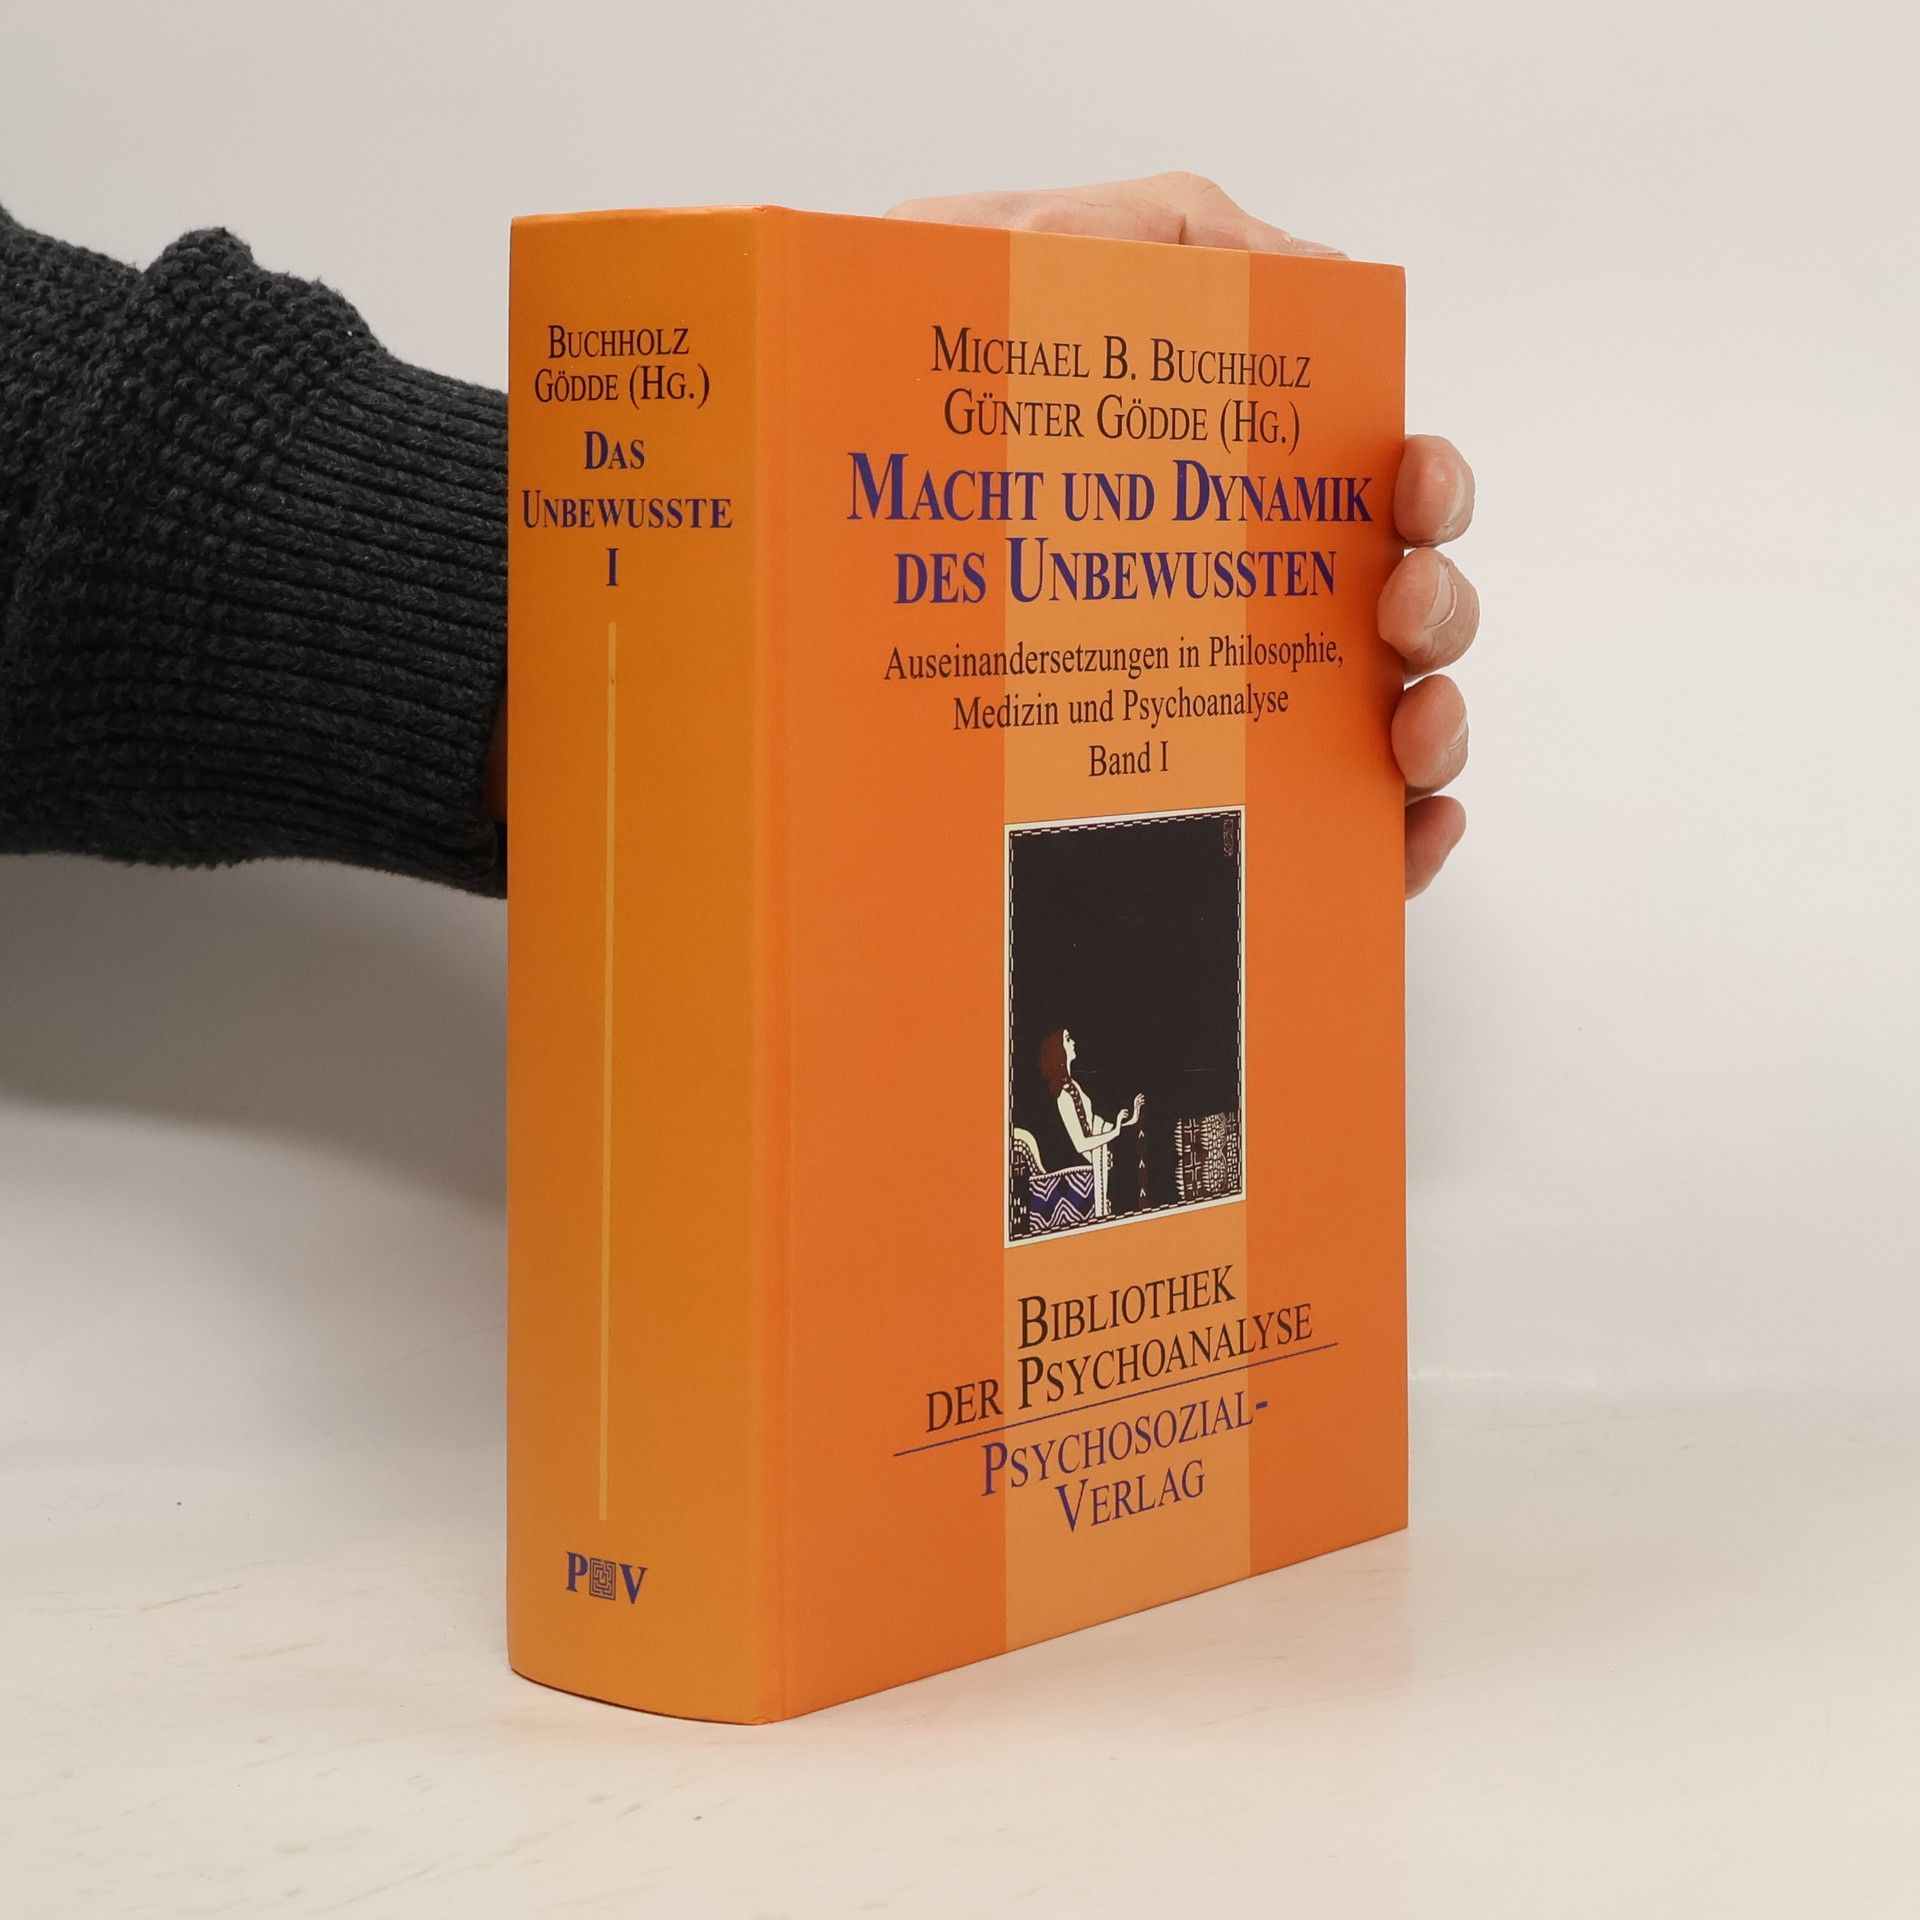 Buchholz
Gödde (Hg.)
Das
Unbewusste
I
P V
Michael B. Buchholz
Günter Gödde (Hg.)
Macht und Dynamik
des Unbewussten
Auseinandersetzungen in Philosophie,
Medizin und Psychoanalyse
Band I
Bibliothek
der Psychoanalyse
Psychosozial-
Verlag